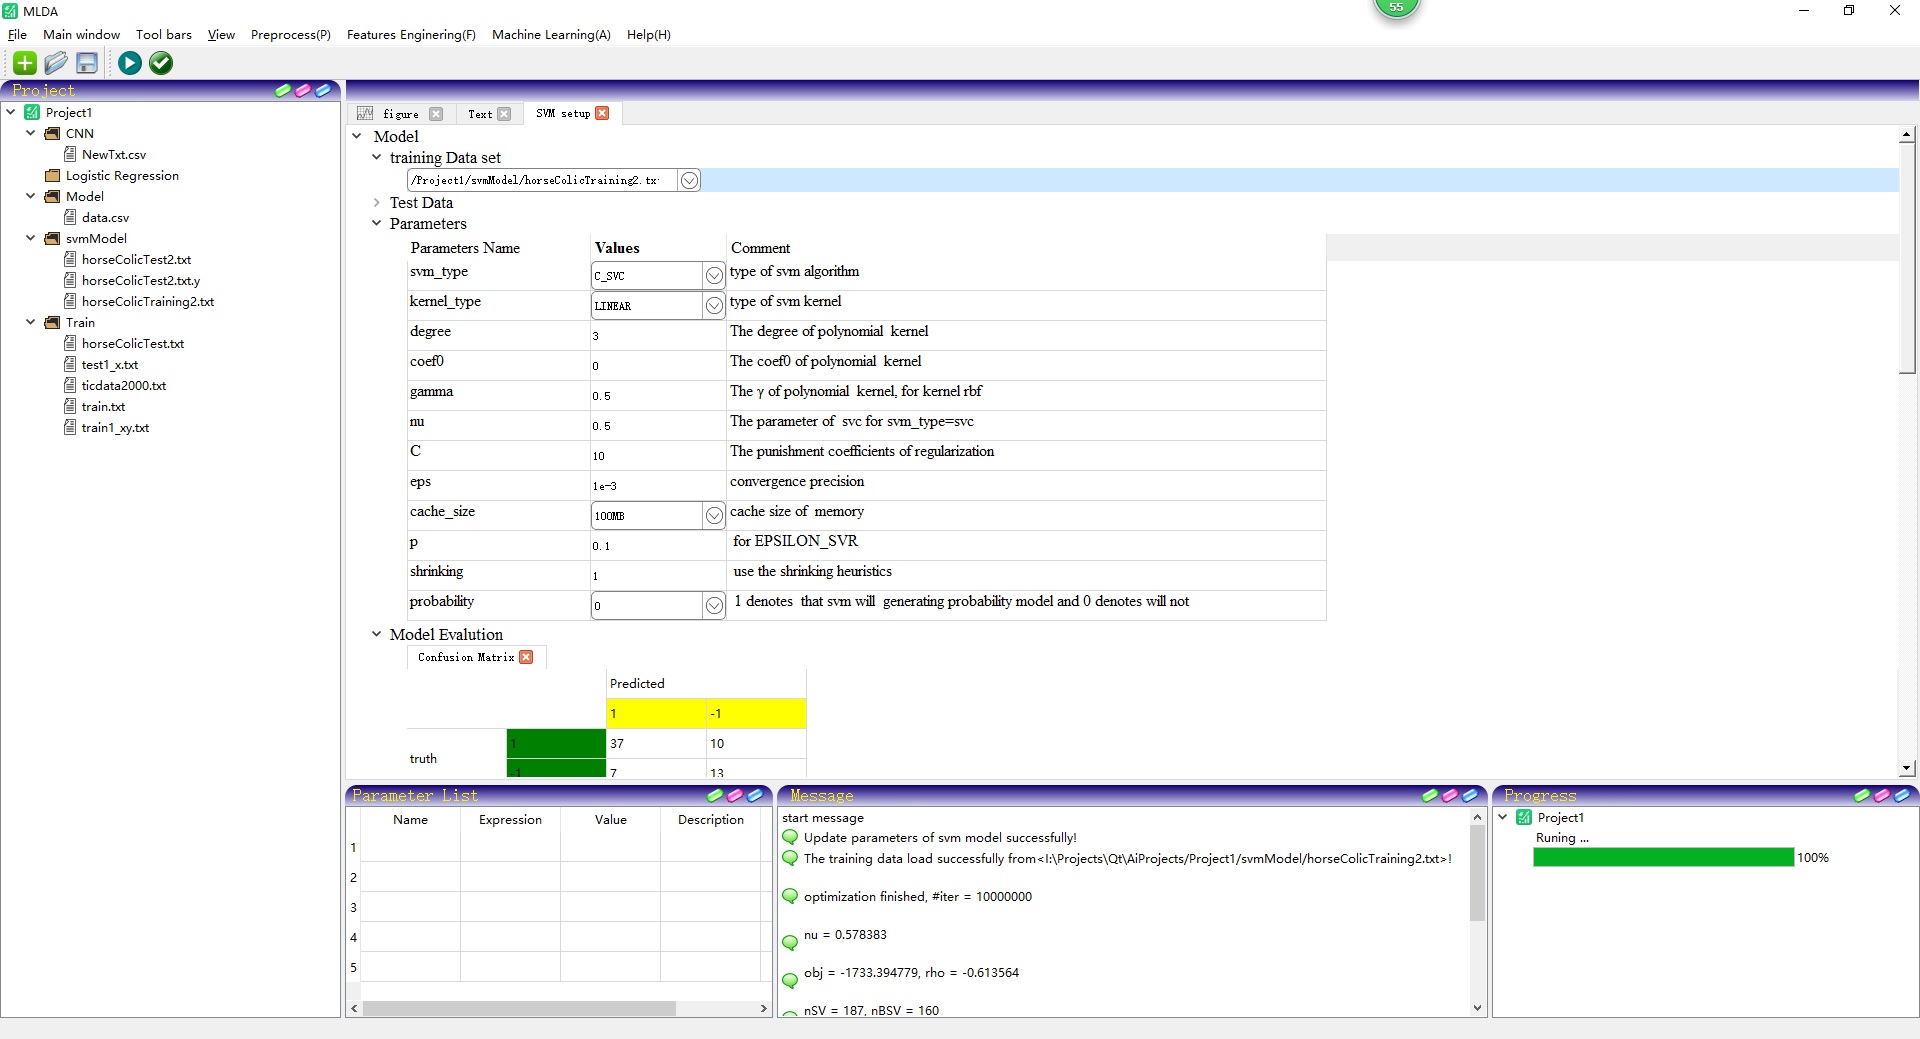 MLDA
55
File Main window Tool bars View Preprocess(P) Features Enginering(F) Machine Learning(A) Help(H)
Project
Project1
CNN
NewTxt.csv
Logistic Regression
Model
data.csv
svmModel
horseColicTest2.txt
horseColicTest2.txt.y
horseColicTraining2.txt
Train
horseColicTest.txt
test1_x.txt
ticdata2000.txt
train.txt
train1_xy.txt
figure Text SVM setup
Model
training Data set
/Project1/svmModel/horseColicTraining2.tx
Test Data
Parameters
Parameters Name Values Comment
svm_type C_SVC type of svm algorithm
kernel_type LINEAR type of svm kernel
degree 3 The degree of polynomial kernel
coef0 0 The coef0 of polynomial kernel
gamma 0.5 The γ of polynomial kernel, for kernel rbf
nu 0.5 The parameter of svc for svm_type=svc
C 10 The punishment coefficients of regularization
eps 1e-3 convergence precision
cache_size 100MB cache size of memory
p 0.1 for EPSILON_SVR
shrinking 1 use the shrinking heuristics
probability 0 1 denotes that svm will generating probability model and 0 denotes will not
Model Evalution
Confusion Matrix
Predicted
1 -1
truth 1 37 10
-1 7 13
Parameter List
Name Expression Value Description
1
2
3
4
5
Message
start message
Update parameters of svm model successfully!
The training data load successfully from<I:\Projects\Qt\AiProjects/Project1/svmModel/horseColicTraining2.txt>!
optimization finished, #iter = 10000000
nu = 0.578383
obj = -1733.394779, rho = -0.613564
nSV = 187, nBSV = 160
Progress
Project1
Runing ...
100%